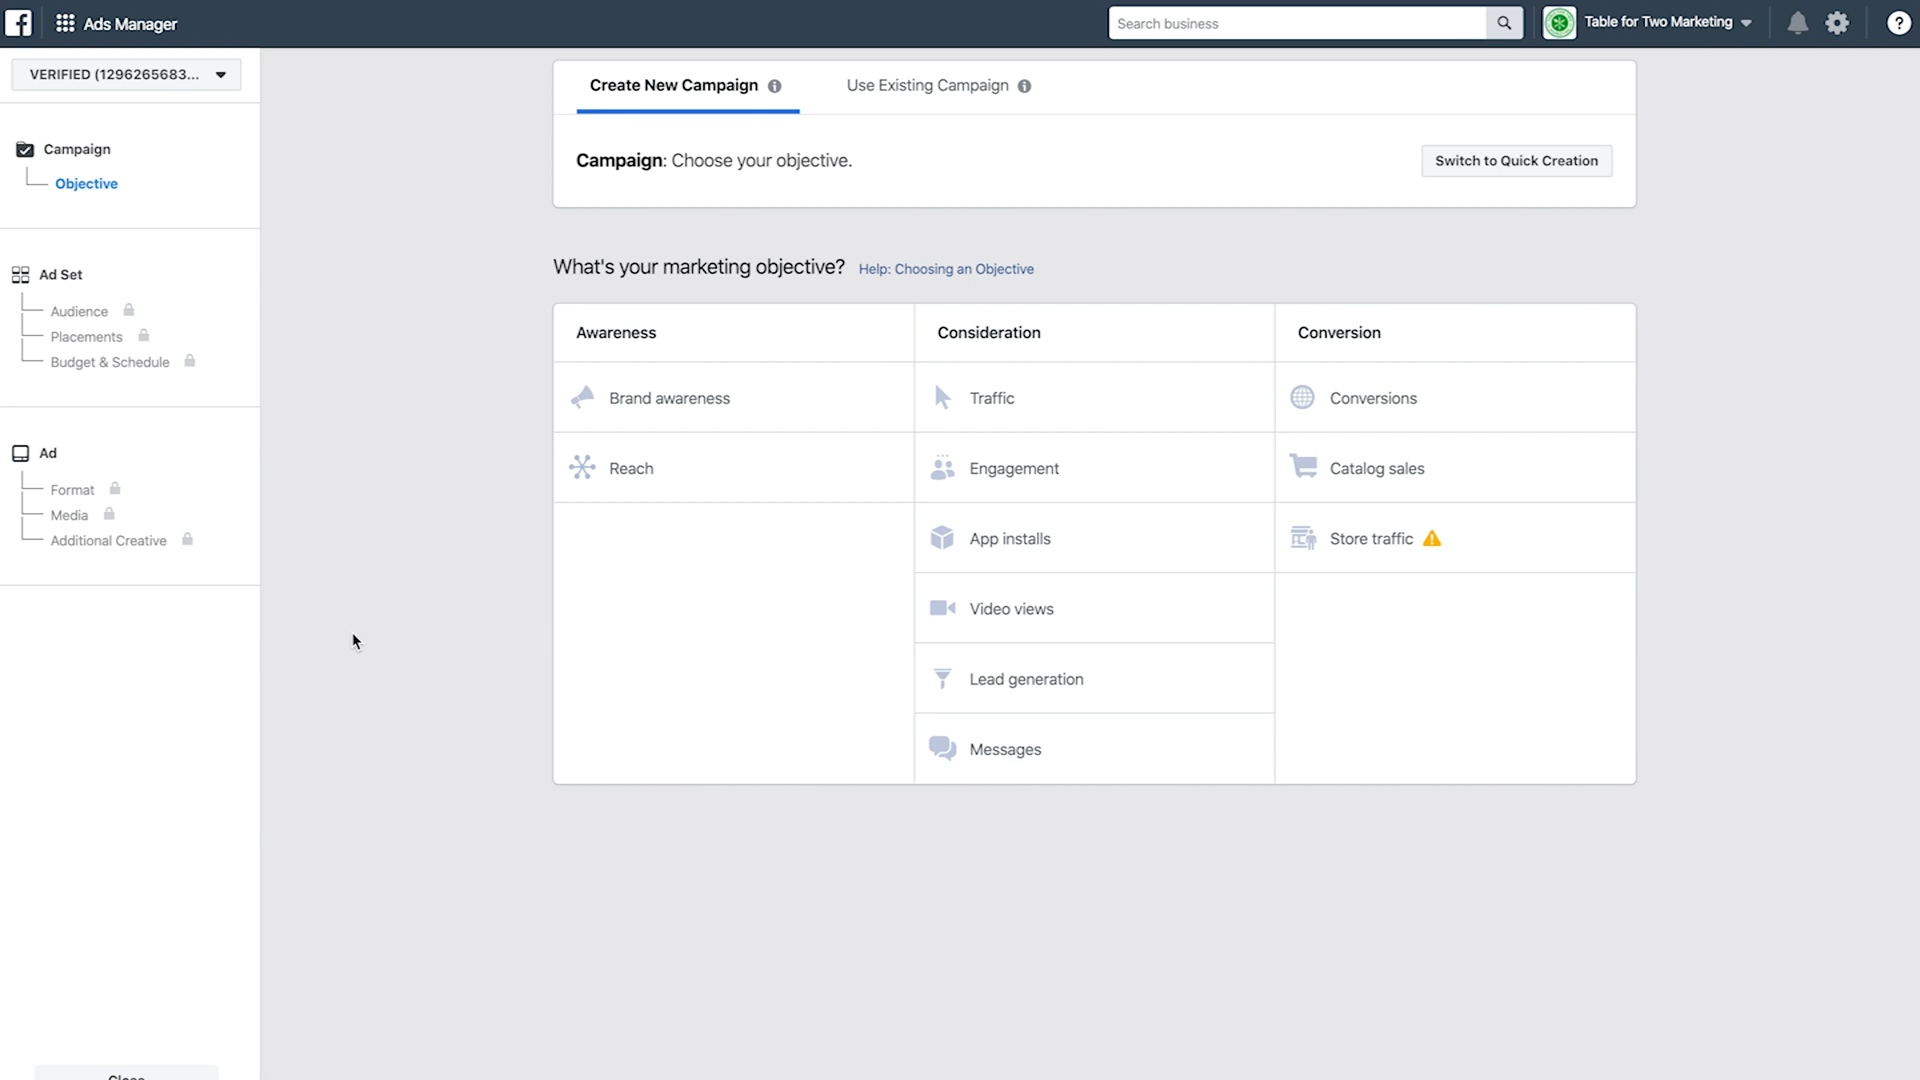 Ads Manager
Search business
Table for Two Marketing
VERIFIED (1296265683...
Create New Campaign
Use Existing Campaign
Campaign: Choose your objective.
Switch to Quick Creation
Campaign
Objective
Ad Set
Audience
Placements
Budget & Schedule
Ad
Format
Media
Additional Creative
What's your marketing objective? Help: Choosing an Objective
Awareness
Brand awareness
Reach
Consideration
Traffic
Engagement
App installs
Video views
Lead generation
Messages
Conversion
Conversions
Catalog sales
Store traffic
Close